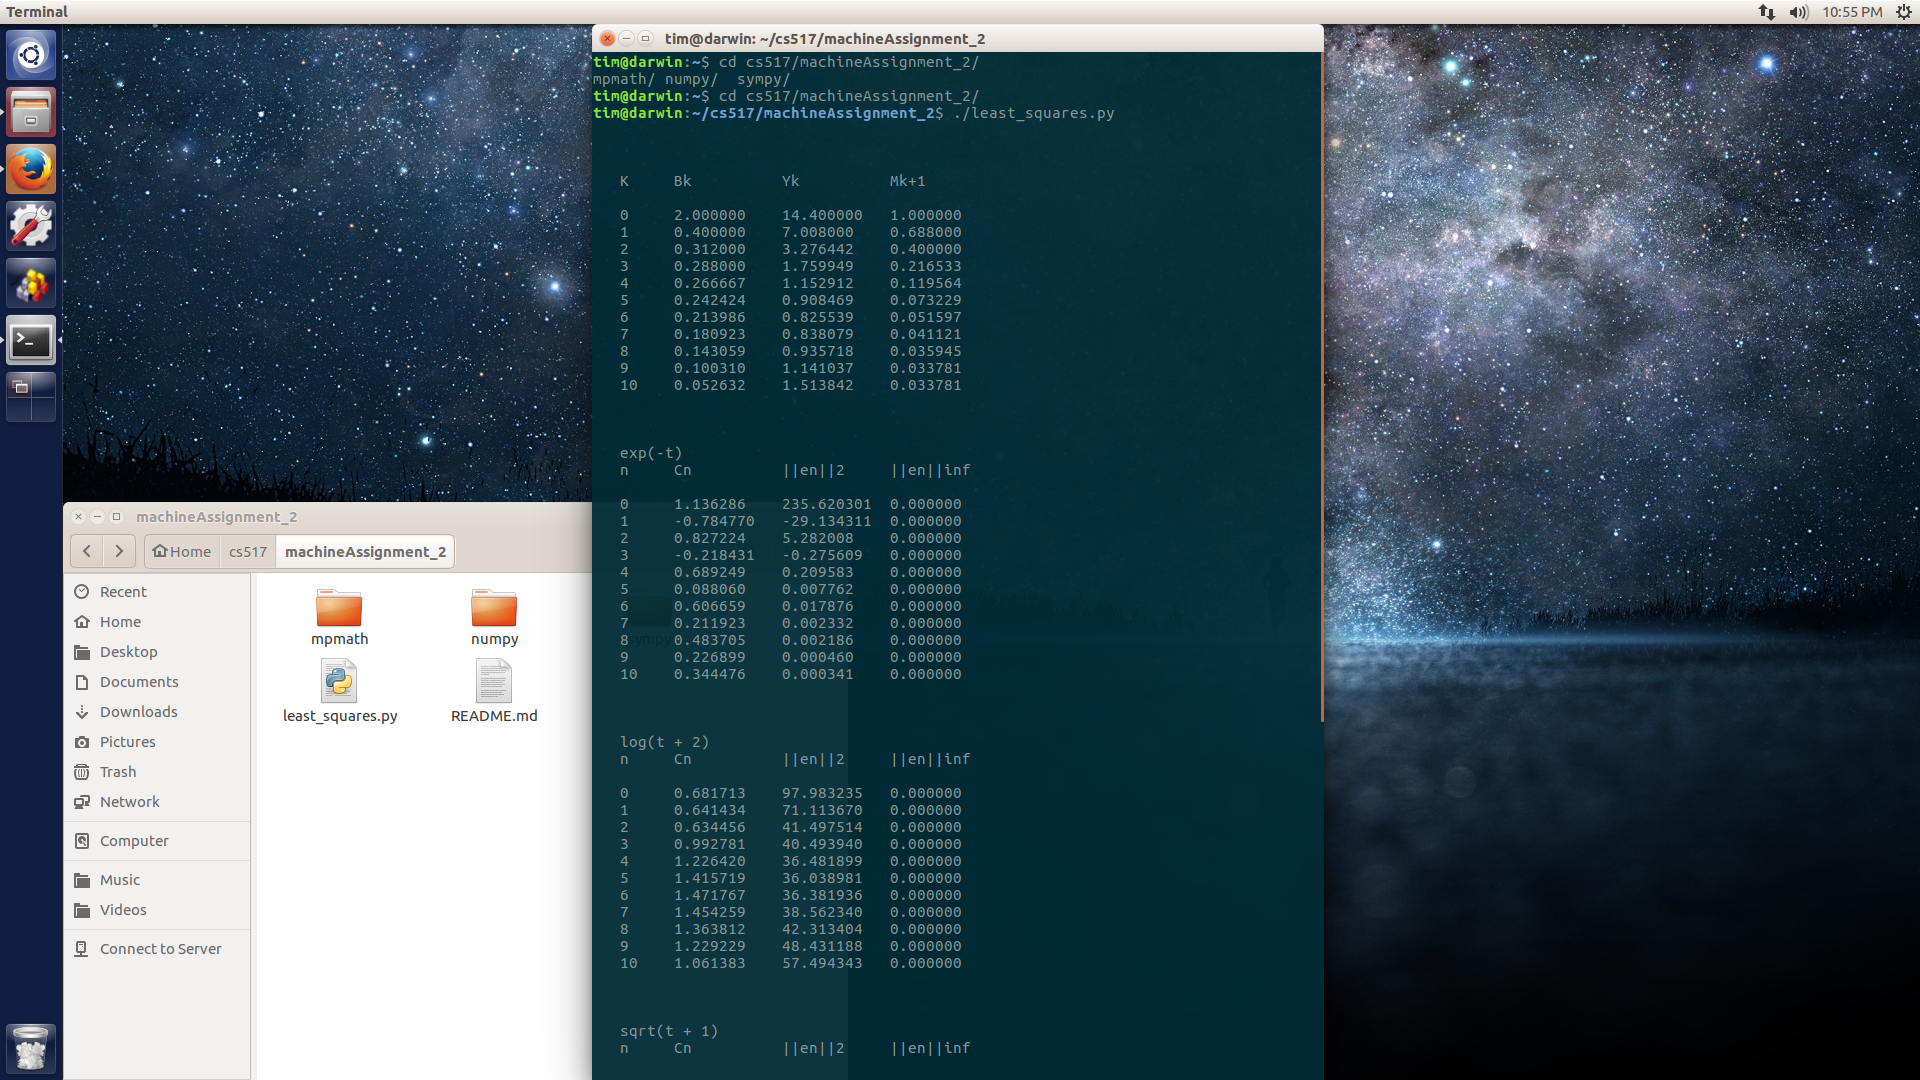 Terminal
10:55 PM
tim@darwin: ~/cs517/machineAssignment_2
tim@darwin:~$ cd cs517/machineAssignment_2/
mpmath/ numpy/  sympy/
tim@darwin:~$ cd cs517/machineAssignment_2/
tim@darwin:~/cs517/machineAssignment_2$ ./least_squares.py
K Bk Yk Mk+1
0 2.000000 14.400000 1.000000
1 0.400000 7.008000 0.688000
2 0.312000 3.276442 0.400000
3 0.288000 1.759949 0.216533
4 0.266667 1.152912 0.119564
5 0.242424 0.908469 0.073229
6 0.213986 0.825539 0.051597
7 0.180923 0.838079 0.041121
8 0.143059 0.935718 0.035945
9 0.100310 1.141037 0.033781
10 0.052632 1.513842 0.033781
exp(-t)
n Cn ||en||2 ||en||inf
0 1.136286 235.620301 0.000000
1 -0.784770 -29.134311 0.000000
2 0.827224 5.282008 0.000000
3 -0.218431 -0.275609 0.000000
4 0.689249 0.209583 0.000000
5 0.088060 0.007762 0.000000
6 0.606659 0.017876 0.000000
7 0.211923 0.002332 0.000000
8 0.483705 0.002186 0.000000
9 0.226899 0.000460 0.000000
10 0.344476 0.000341 0.000000
log(t + 2)
n Cn ||en||2 ||en||inf
0 0.681713 97.983235 0.000000
1 0.641434 71.113670 0.000000
2 0.634456 41.497514 0.000000
3 0.992781 40.493940 0.000000
4 1.226420 36.481899 0.000000
5 1.415719 36.038981 0.000000
6 1.471767 36.381936 0.000000
7 1.454259 38.562340 0.000000
8 1.363812 42.313404 0.000000
9 1.229229 48.431188 0.000000
10 1.061383 57.494343 0.000000
sqrt(t + 1)
n Cn ||en||2 ||en||inf
machineAssignment_2
Home cs517 machineAssignment_2
Recent
Home
Desktop
Documents
Downloads
Pictures
Trash
Network
Computer
Music
Videos
Connect to Server
mpmath numpy sympy
least_squares.py README.md